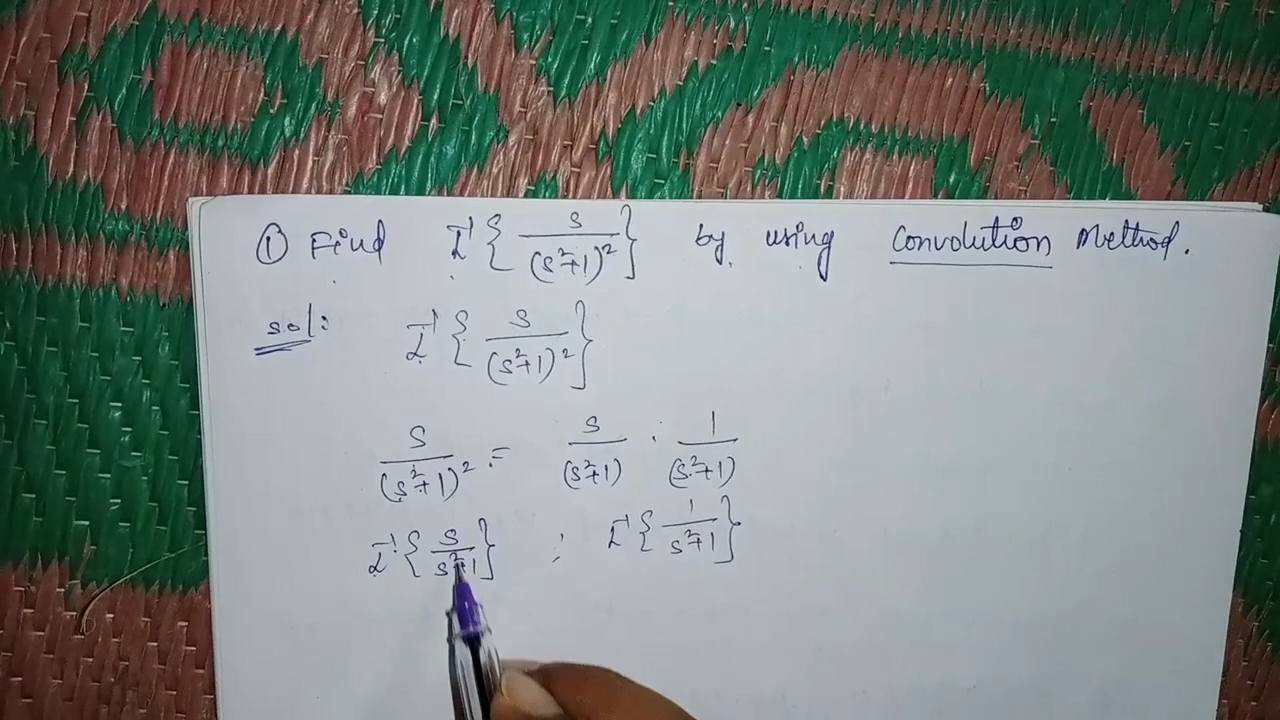 ① Find L⁻¹{s/(s²+1)²} by using Convolution Method.
sol: L⁻¹{s/(s²+1)²}
s/(s²+1)² = s/(s²+1) · 1/(s²+1)
L⁻¹{s/s²+1} ; L⁻¹{1/s²+1}